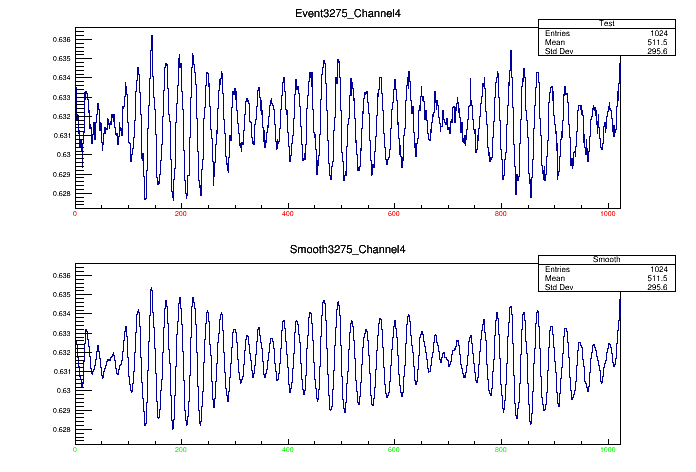 Event3275_Channel4
Test
Entries 1024
Mean 511.5
Std Dev 295.6
0.636
0.635
0.634
0.633
0.632
0.631
0.63
0.629
0.628
0 200 400 600 800 1000
Smooth3275_Channel4
Smooth
Entries 1024
Mean 511.5
Std Dev 295.6
0.636
0.635
0.634
0.633
0.632
0.631
0.63
0.629
0.628
0 200 400 600 800 1000